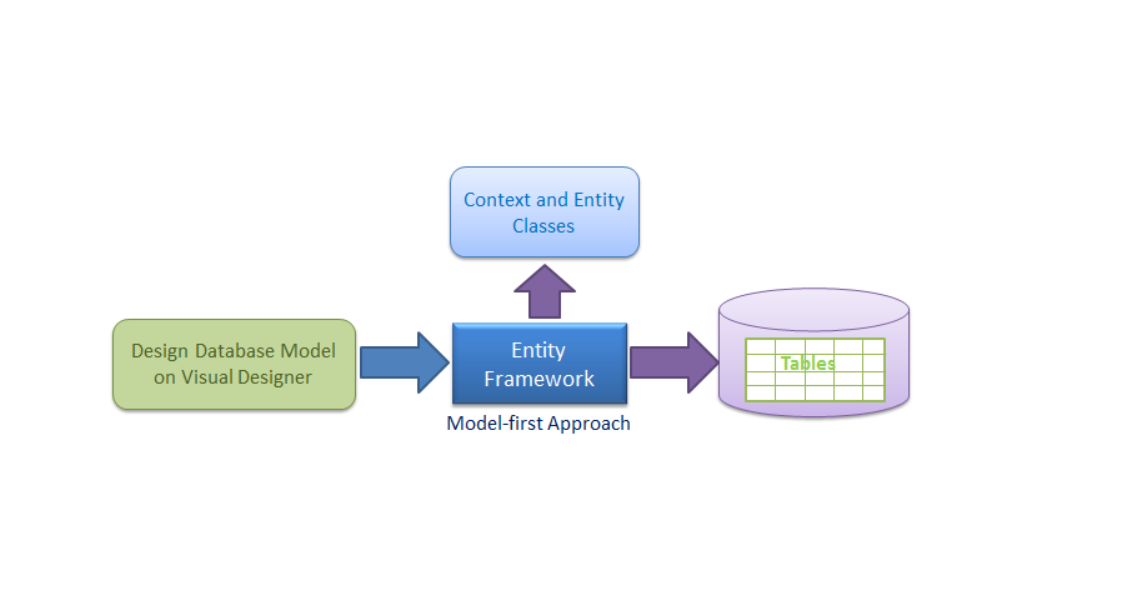 Context and Entity
Classes
Design Database Model
on Visual Designer
Entity
Framework
Tables
Model-first Approach